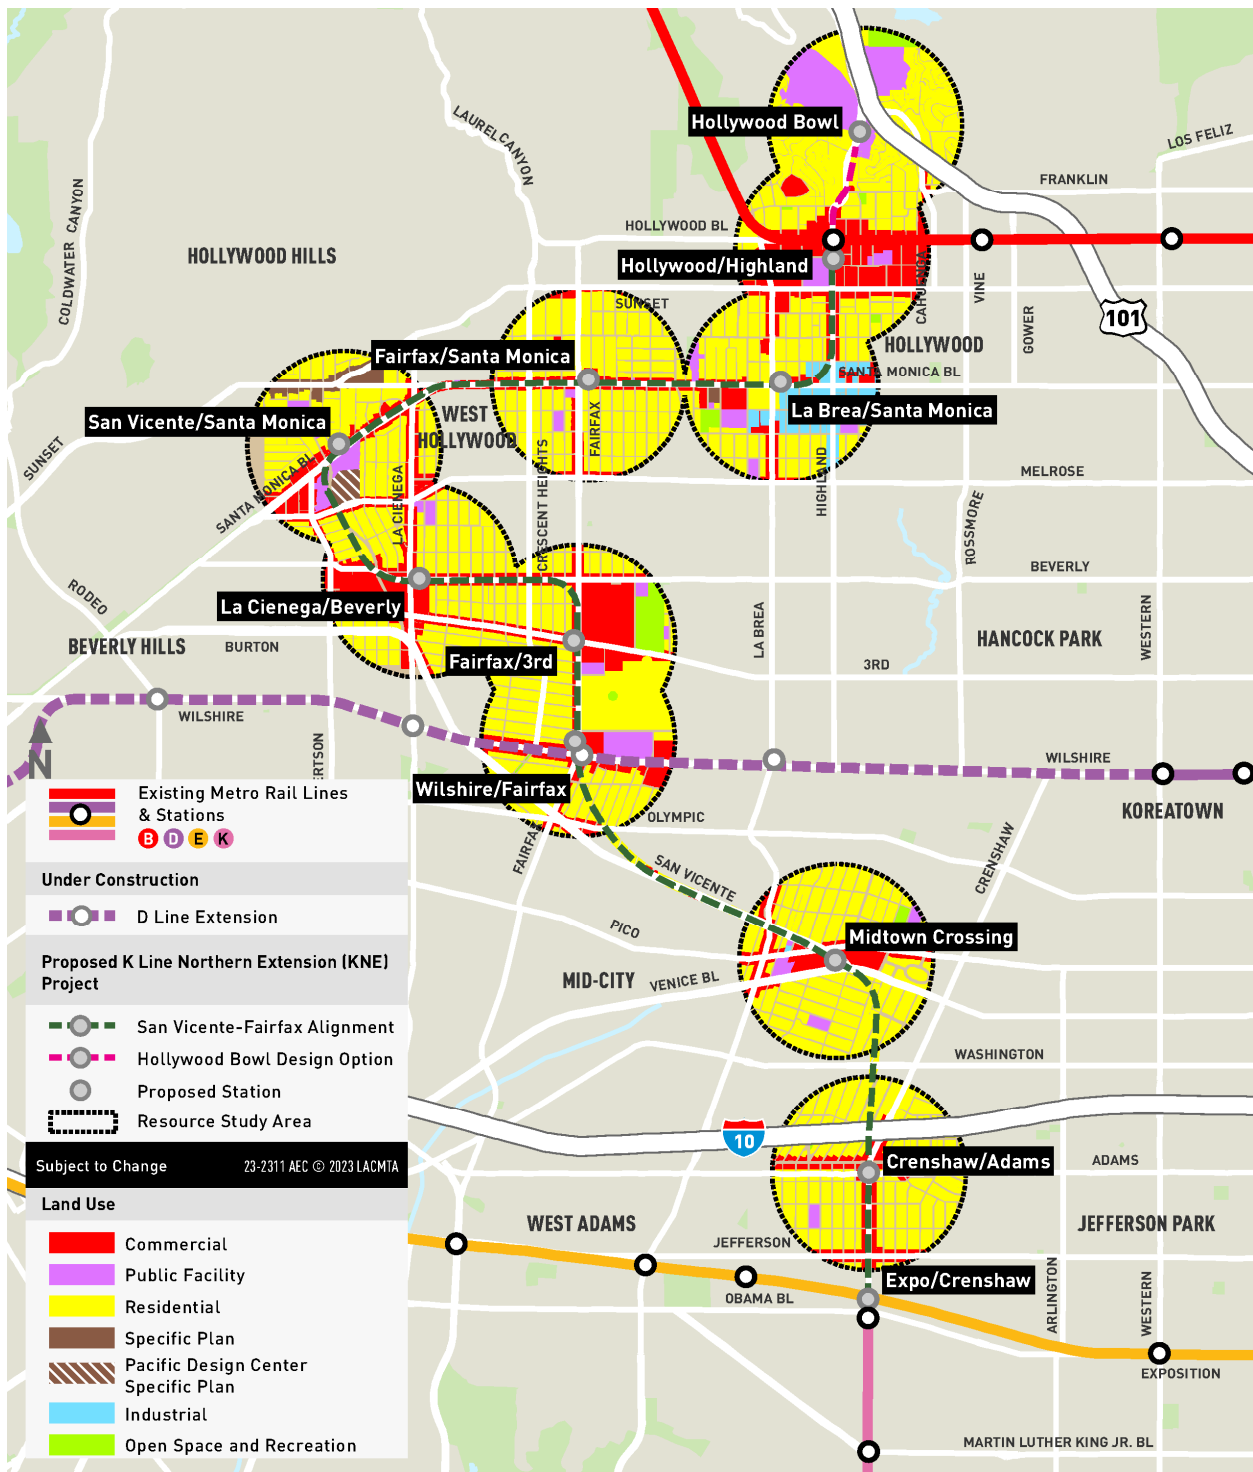 Hollywood Bowl
LOS FELIZ
LAUREL CANYON
FRANKLIN
COLDWATER CANYON
HOLLYWOOD BL
HOLLYWOOD HILLS
Hollywood/Highland
CAHUENGA
VINE
GOWER
101
SUNSET
HOLLYWOOD
Fairfax/Santa Monica
SANTA MONICA BL
San Vicente/Santa Monica
WEST
HOLLYWOOD
La Brea/Santa Monica
FAIRFAX
SUNSET
SANTA MONICA BL
LA CIENEGA
CRESCENT HEIGHTS
HIGHLAND
MELROSE
ROSSMORE
BEVERLY
RODEO
La Cienega/Beverly
LA BREA
WESTERN
BEVERLY HILLS
BURTON
HANCOCK PARK
Fairfax/3rd
3RD
WILSHIRE
N
ERTSON
WILSHIRE
Wilshire/Fairfax
KOREATOWN
OLYMPIC
FAIRFA
SAN VICENTE
CRENSHAW
PICO
Midtown Crossing
MID-CITY
VENICE BL
WASHINGTON
10
Crenshaw/Adams
ADAMS
WEST ADAMS
JEFFERSON PARK
JEFFERSON
Expo/Crenshaw
OBAMA BL
ARLINGTON
WESTERN
EXPOSITION
MARTIN LUTHER KING JR. BL
Existing Metro Rail Lines
& Stations
B D E K
Under Construction
D Line Extension
Proposed K Line Northern Extension (KNE)
Project
San Vicente-Fairfax Alignment
Hollywood Bowl Design Option
Proposed Station
Resource Study Area
Subject to Change 23-2311 AEC © 2023 LACMTA
Land Use
Commercial
Public Facility
Residential
Specific Plan
Pacific Design Center
Specific Plan
Industrial
Open Space and Recreation